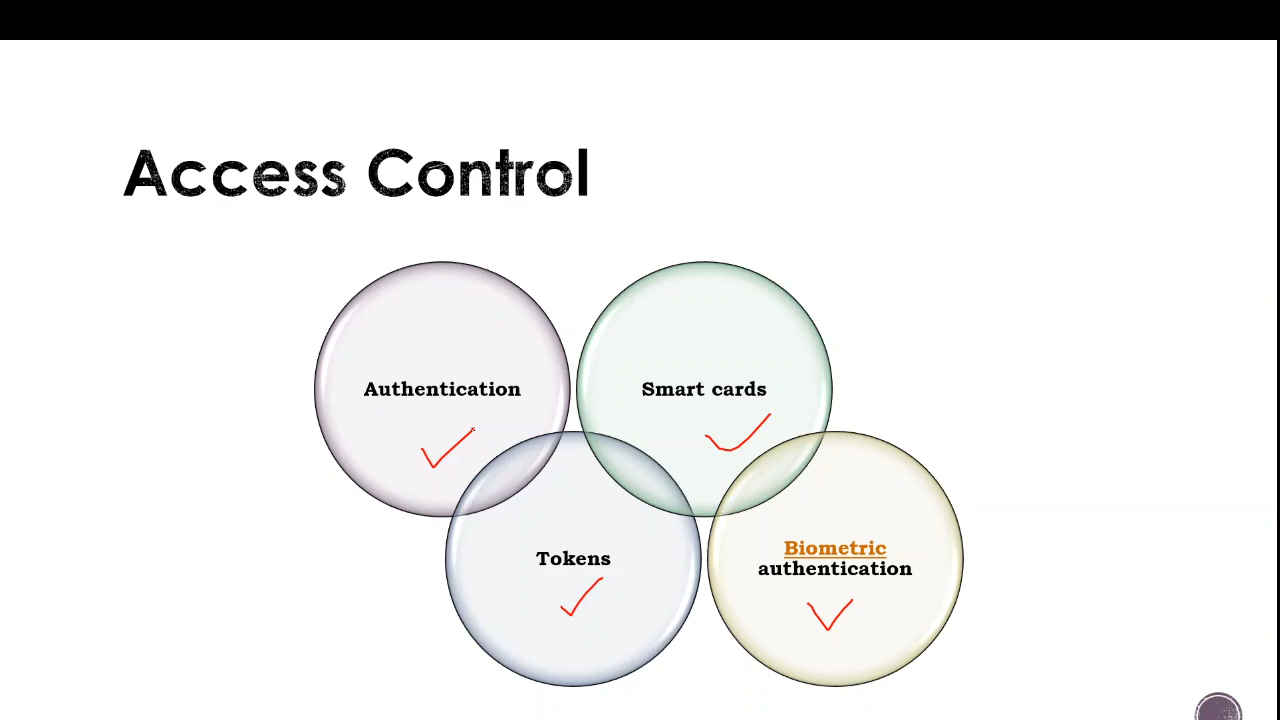 Access Control
Authentication
Smart cards
Tokens
Biometric
authentication